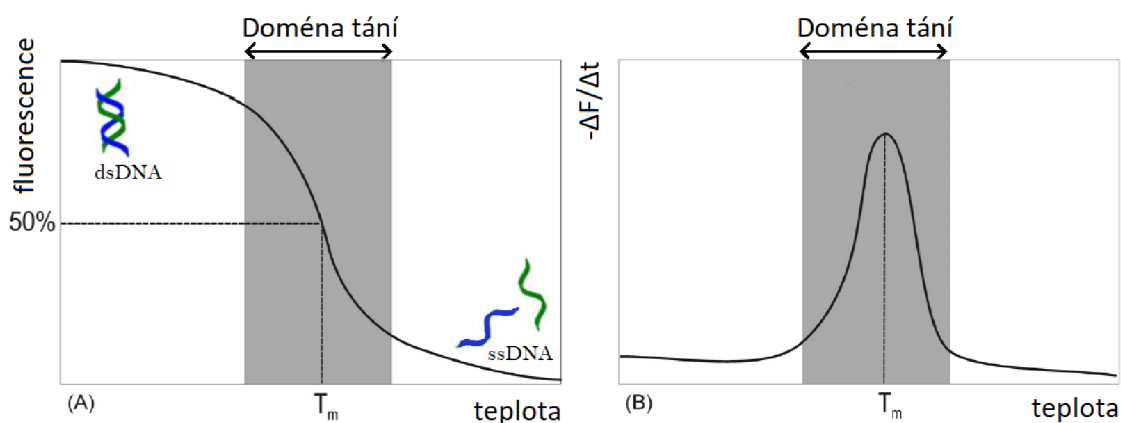 Doména tání
fluorescence
dsDNA
50%
ssDNA
(A)
Tm
teplota
Doména tání
-ΔF/Δt
(B)
Tm
teplota